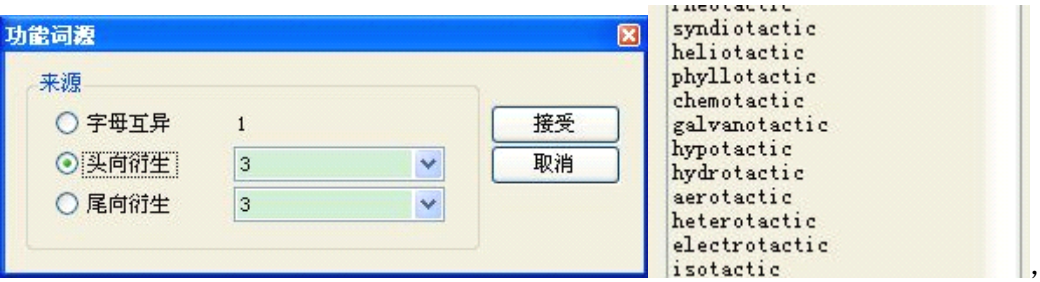 功能词源
来源
字母互异 1
头向衍生 3
尾向衍生 3
接受
取消
rheotactic
syndiotactic
heliotactic
phyllotactic
chemotactic
galvanotactic
hypotactic
hydrotactic
aerotactic
heterotactic
electrotactic
isotactic
,